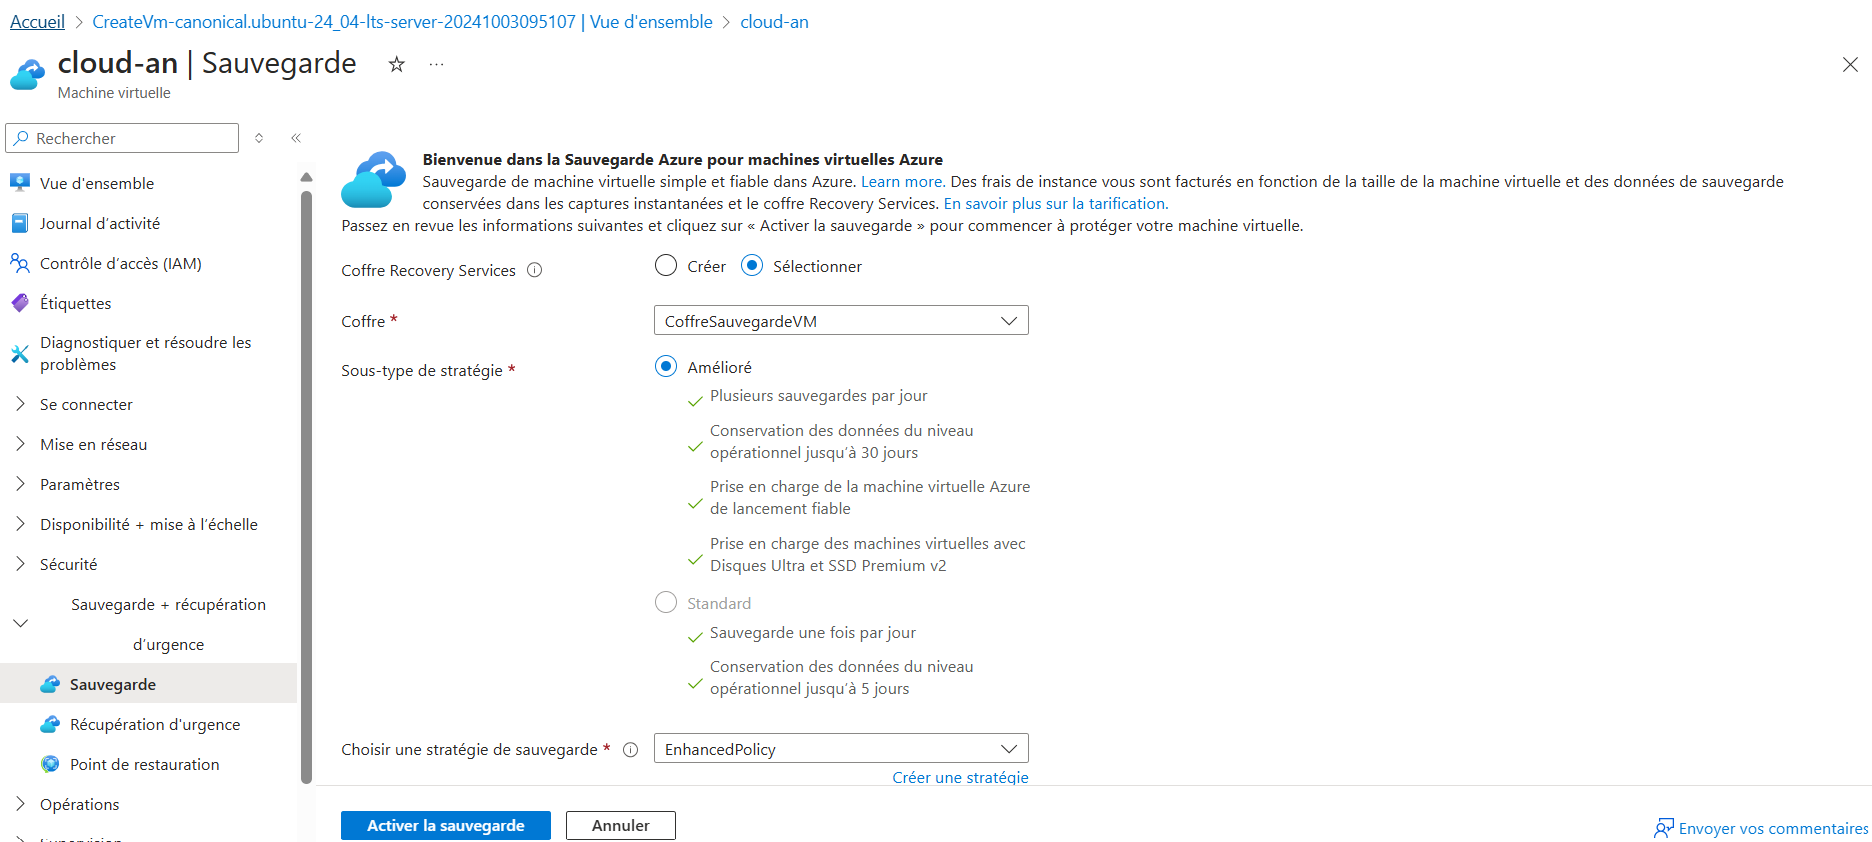 Accueil > CreateVm-canonical.ubuntu-24_04-lts-server-20241003095107 | Vue d'ensemble > cloud-an
cloud-an | Sauvegarde
Machine virtuelle
Rechercher
Vue d'ensemble
Journal d'activité
Contrôle d'accès (IAM)
Étiquettes
Diagnostiquer et résoudre les
problèmes
Se connecter
Mise en réseau
Paramètres
Disponibilité + mise à l'échelle
Sécurité
Sauvegarde + récupération
d'urgence
Sauvegarde
Récupération d'urgence
Point de restauration
Opérations
Supervision
Bienvenue dans la Sauvegarde Azure pour machines virtuelles Azure
Sauvegarde de machine virtuelle simple et fiable dans Azure. Learn more. Des frais de instance vous sont facturés en fonction de la taille de la machine virtuelle et des données de sauvegarde
conservées dans les captures instantanées et le coffre Recovery Services. En savoir plus sur la tarification.
Passez en revue les informations suivantes et cliquez sur « Activer la sauvegarde » pour commencer à protéger votre machine virtuelle.
Coffre Recovery Services
Créer
Sélectionner
Coffre *
CoffreSauvegardeVM
Sous-type de stratégie *
Amélioré
Plusieurs sauvegardes par jour
Conservation des données du niveau
opérationnel jusqu'à 30 jours
Prise en charge de la machine virtuelle Azure
de lancement fiable
Prise en charge des machines virtuelles avec
Disques Ultra et SSD Premium v2
Standard
Sauvegarde une fois par jour
Conservation des données du niveau
opérationnel jusqu'à 5 jours
Choisir une stratégie de sauvegarde *
EnhancedPolicy
Créer une stratégie
Activer la sauvegarde
Annuler
Envoyer vos commentaires